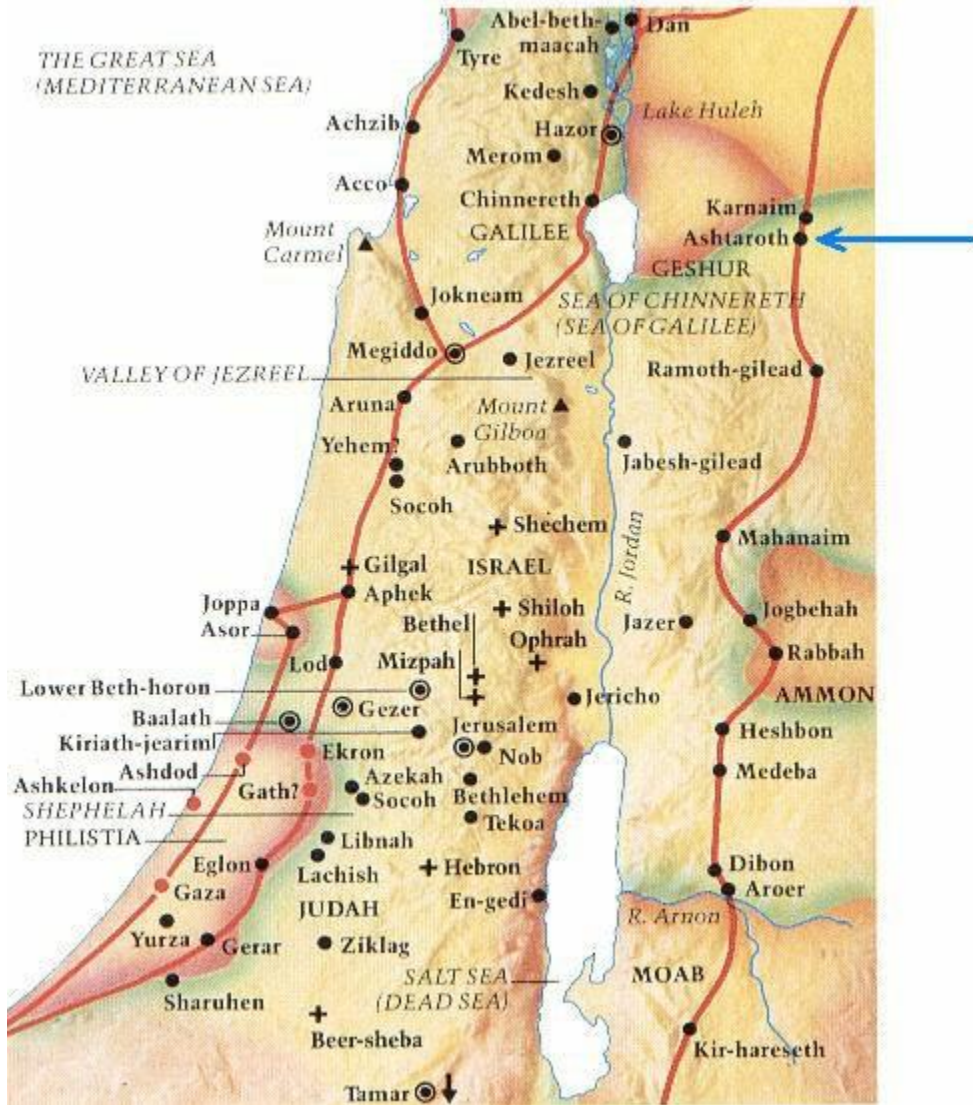 Abel-beth-
maacah
Dan
THE GREAT SEA
(MEDITERRANEAN SEA)
Tyre
Kedesh
Lake Huleh
Achzib
Hazor
Merom
Acco
Chinnereth
Karnaim
Mount
Carmel
GALILEE
Ashtaroth
GESHUR
Jokneam
SEA OF CHINNERETH
(SEA OF GALILEE)
Megiddo
Jezreel
VALLEY OF JEZREEL
Ramoth-gilead
Aruna
Mount
Gilboa
Yehem?
Arubboth
Jabesh-gilead
Socoh
Shechem
R. Jordan
Mahanaim
Gilgal
ISRAEL
Aphek
Joppa
Shiloh
Jogbehah
Asor
Bethel
Jazer
Ophrah
Lod
Mizpah
Rabbah
Lower Beth-horon
Jericho
AMMON
Gezer
Baalath
Jerusalem
Heshbon
Kiriath-jearim
Ekron
Nob
Ashdod
Medeba
Ashkelon
Gath?
Azekah
Socoh
Bethlehem
SHEPHELAH
Tekoa
PHILISTIA
Libnah
Eglon
Lachish
Hebron
Dibon
Gaza
En-gedi
Aroer
JUDAH
R. Arnon
Yurza
Gerar
Ziklag
SALT SEA
(DEAD SEA)
MOAB
Sharuhen
Beer-sheba
Kir-hareseth
Tamar